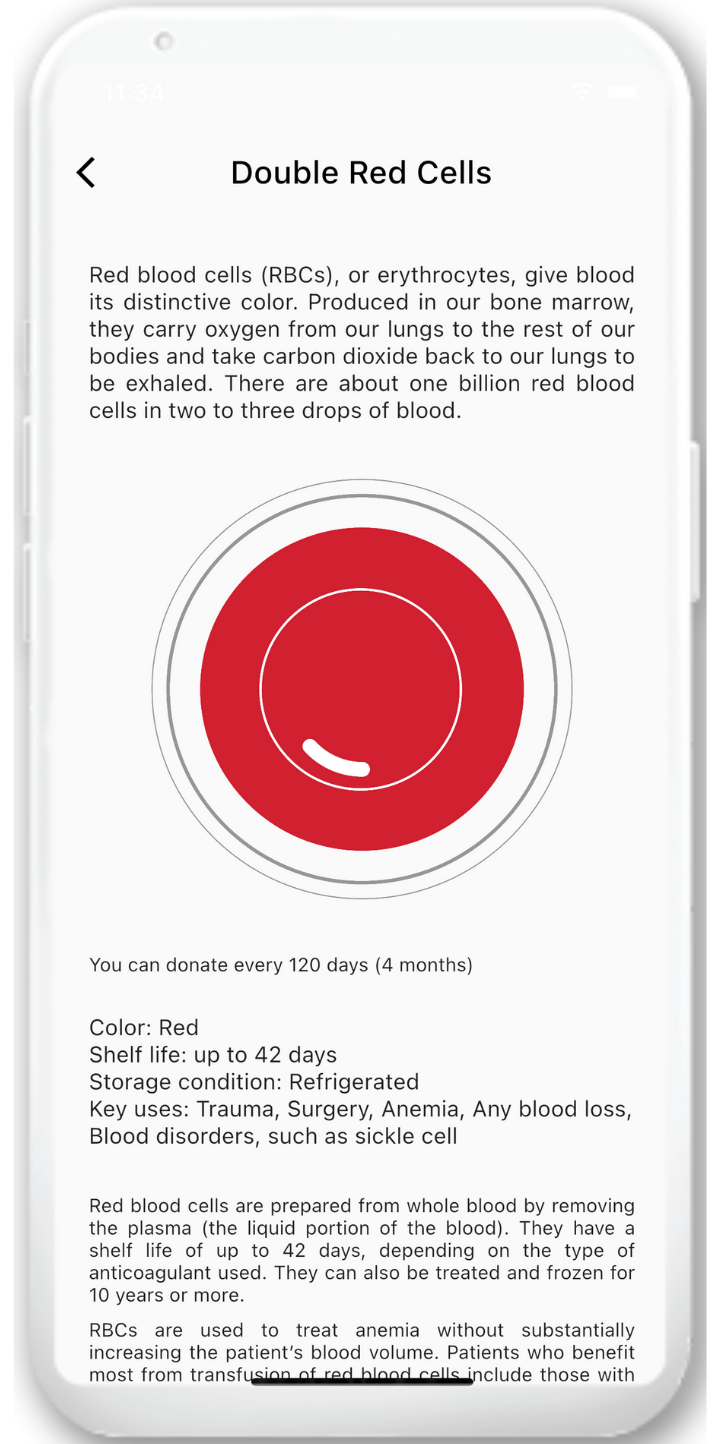 11:34
Double Red Cells
Red blood cells (RBCs), or erythrocytes, give blood
its distinctive color. Produced in our bone marrow,
they carry oxygen from our lungs to the rest of our
bodies and take carbon dioxide back to our lungs to
be exhaled. There are about one billion red blood
cells in two to three drops of blood.
You can donate every 120 days (4 months)
Color: Red
Shelf life: up to 42 days
Storage condition: Refrigerated
Key uses: Trauma, Surgery, Anemia, Any blood loss,
Blood disorders, such as sickle cell
Red blood cells are prepared from whole blood by removing
the plasma (the liquid portion of the blood). They have a
shelf life of up to 42 days, depending on the type of
anticoagulant used. They can also be treated and frozen for
10 years or more.
RBCs are used to treat anemia without substantially
increasing the patient’s blood volume. Patients who benefit
most from transfusion of red blood cells include those with